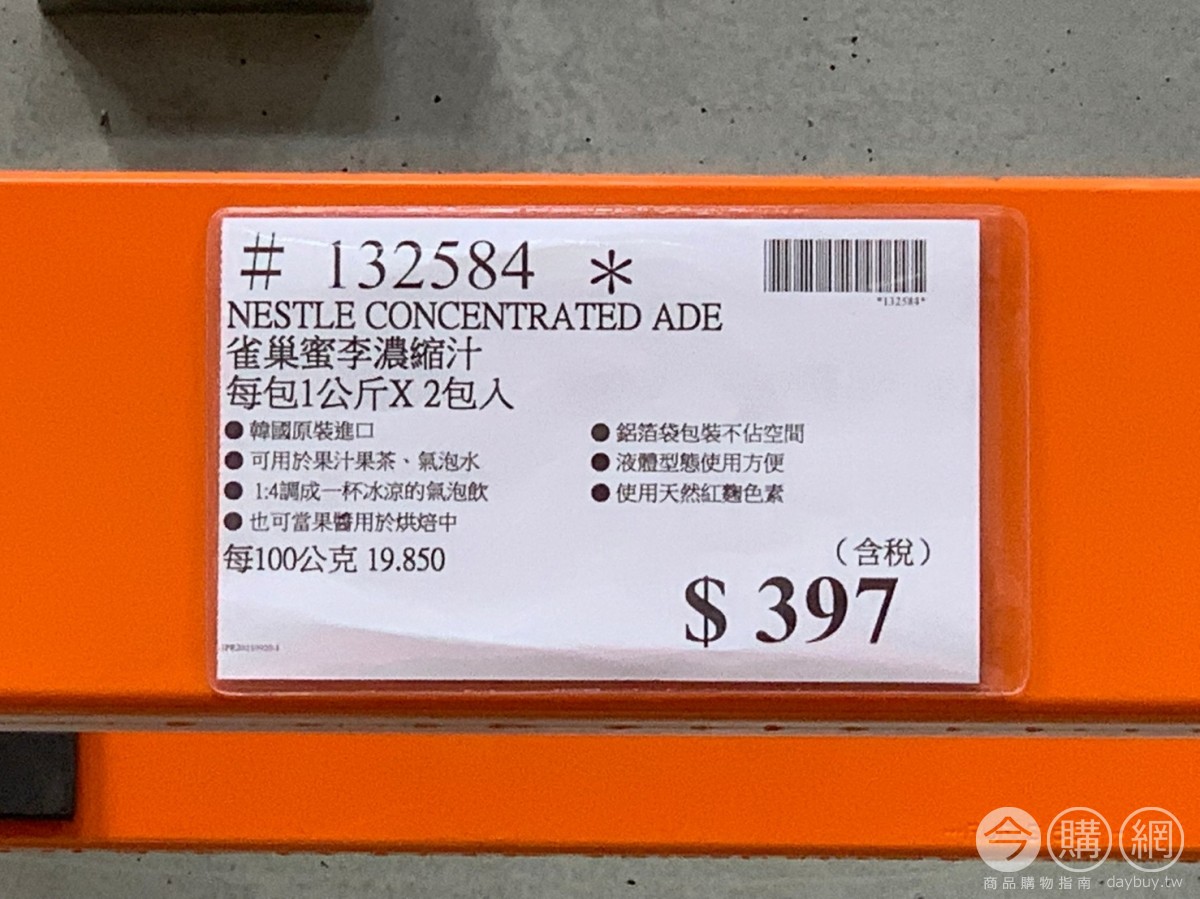 # 132584 *
*132584*
NESTLE CONCENTRATED ADE
雀巢蜜李濃縮汁
每包1公斤X 2包入
● 韓國原裝進口
● 可用於果汁果茶、氣泡水
● 1:4調成一杯冰涼的氣泡飲
● 也可當果醬用於烘焙中
● 鋁箔袋包裝不佔空間
● 液體型態使用方便
● 使用天然紅麴色素
每100公克 19.850
（含稅）
$ 397
今購網
商品購物指南 daybuy.tw